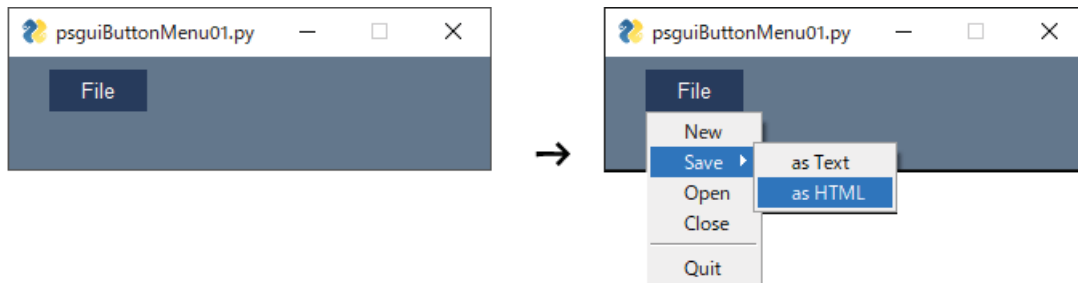 psguiButtonMenu01.py
File
→
psguiButtonMenu01.py
File
New
Save
as Text
as HTML
Open
Close
Quit